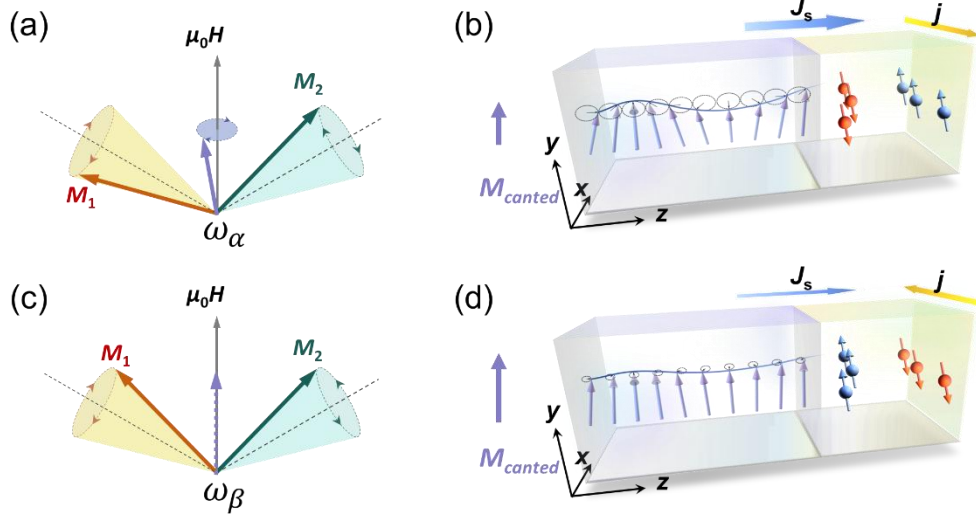 (a)
μ₀H
M₁
M₂
ωα
(b)
Jₛ
j
Mcanted
y
x
z
(c)
μ₀H
M₁
M₂
ωβ
(d)
Jₛ
j
Mcanted
y
x
z